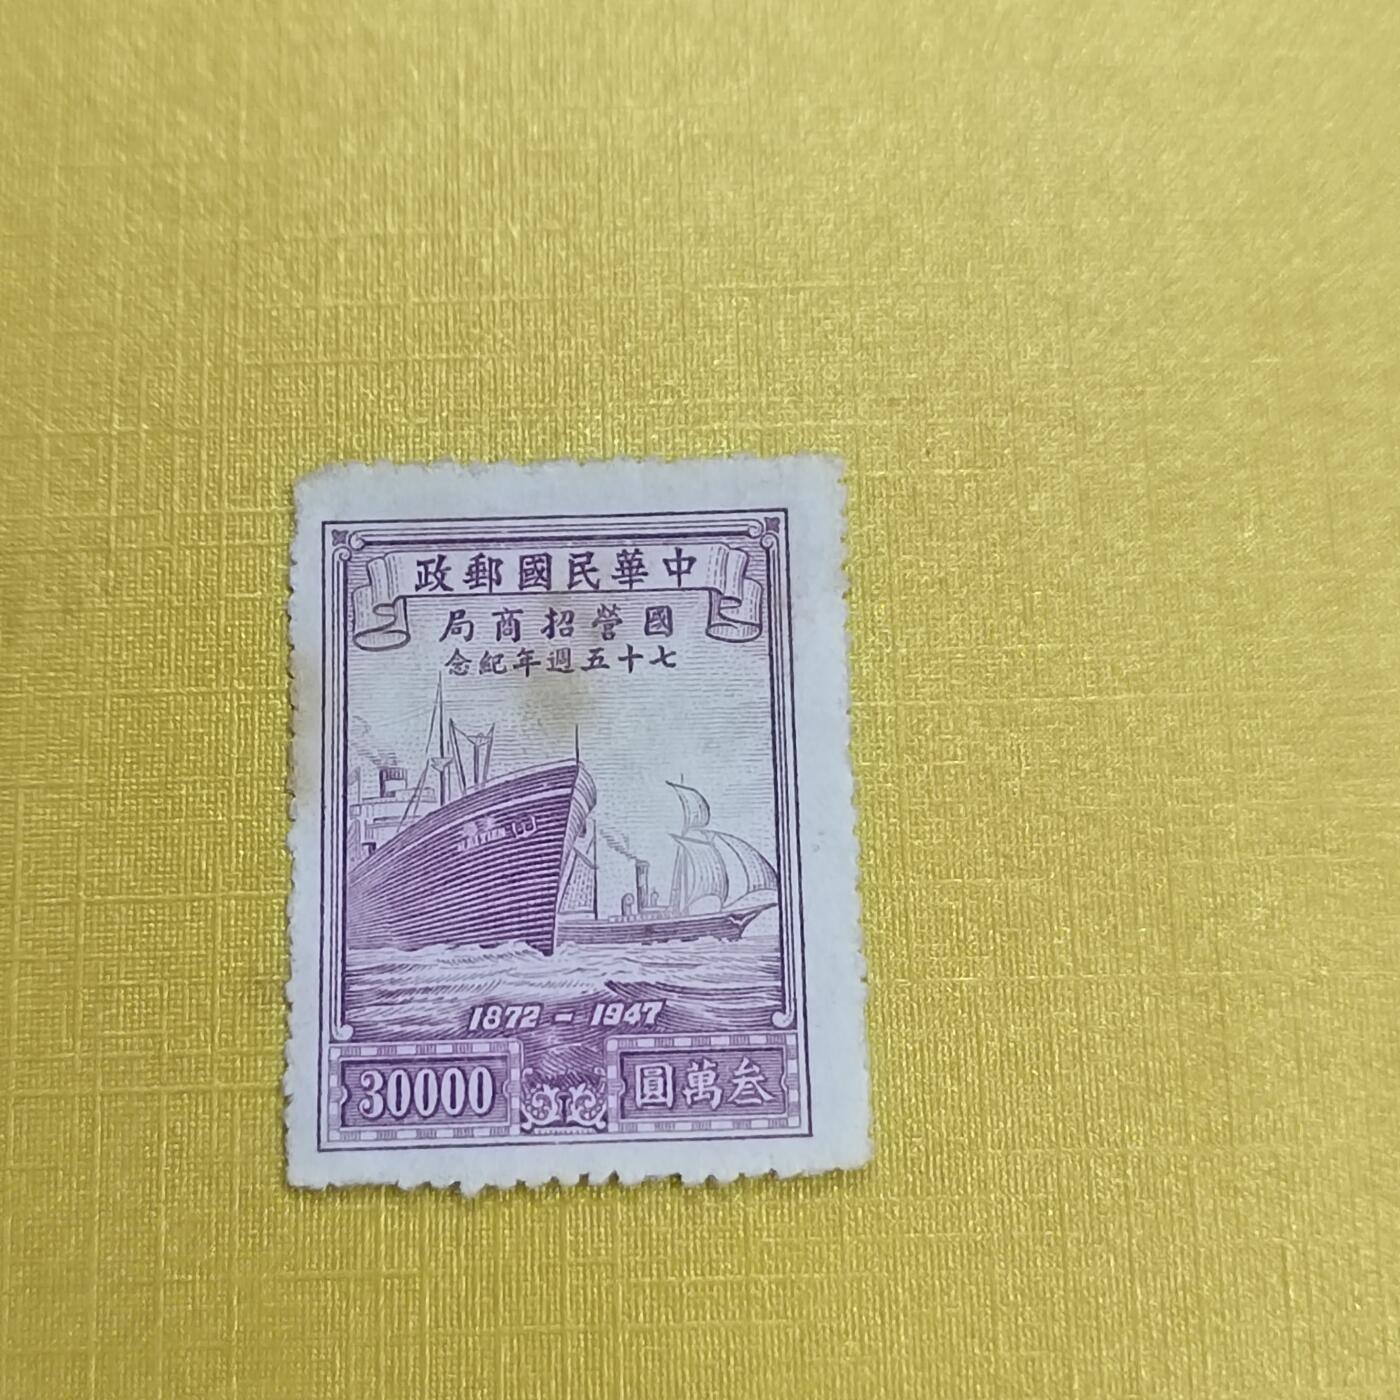 中華民國郵政
國營招商局
七十五週年紀念
1872 - 1947
30000
叁萬圓